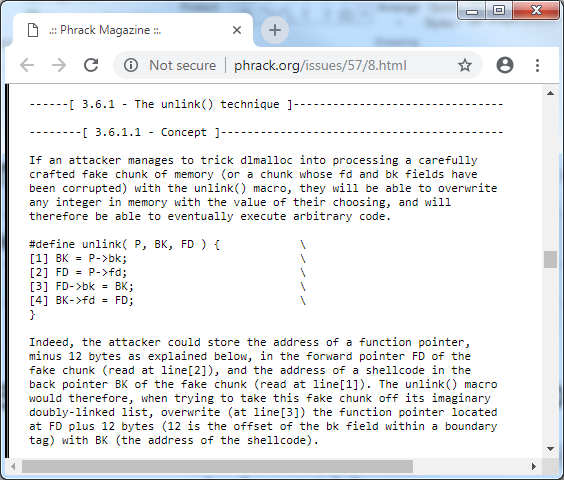 .:: Phrack Magazine ::.
Not secure | phrack.org/issues/57/8.html
------[ 3.6.1 - The unlink() technique ]--------------------------------
--------[ 3.6.1.1 - Concept ]-------------------------------------------
If an attacker manages to trick dlmalloc into processing a carefully
crafted fake chunk of memory (or a chunk whose fd and bk fields have
been corrupted) with the unlink() macro, they will be able to overwrite
any integer in memory with the value of their choosing, and will
therefore be able to eventually execute arbitrary code.
#define unlink( P, BK, FD ) {            \
[1] BK = P->bk;                          \
[2] FD = P->fd;                          \
[3] FD->bk = BK;                         \
[4] BK->fd = FD;                         \
}
Indeed, the attacker could store the address of a function pointer,
minus 12 bytes as explained below, in the forward pointer FD of the
fake chunk (read at line[2]), and the address of a shellcode in the
back pointer BK of the fake chunk (read at line[1]). The unlink() macro
would therefore, when trying to take this fake chunk off its imaginary
doubly-linked list, overwrite (at line[3]) the function pointer located
at FD plus 12 bytes (12 is the offset of the bk field within a boundary
tag) with BK (the address of the shellcode).